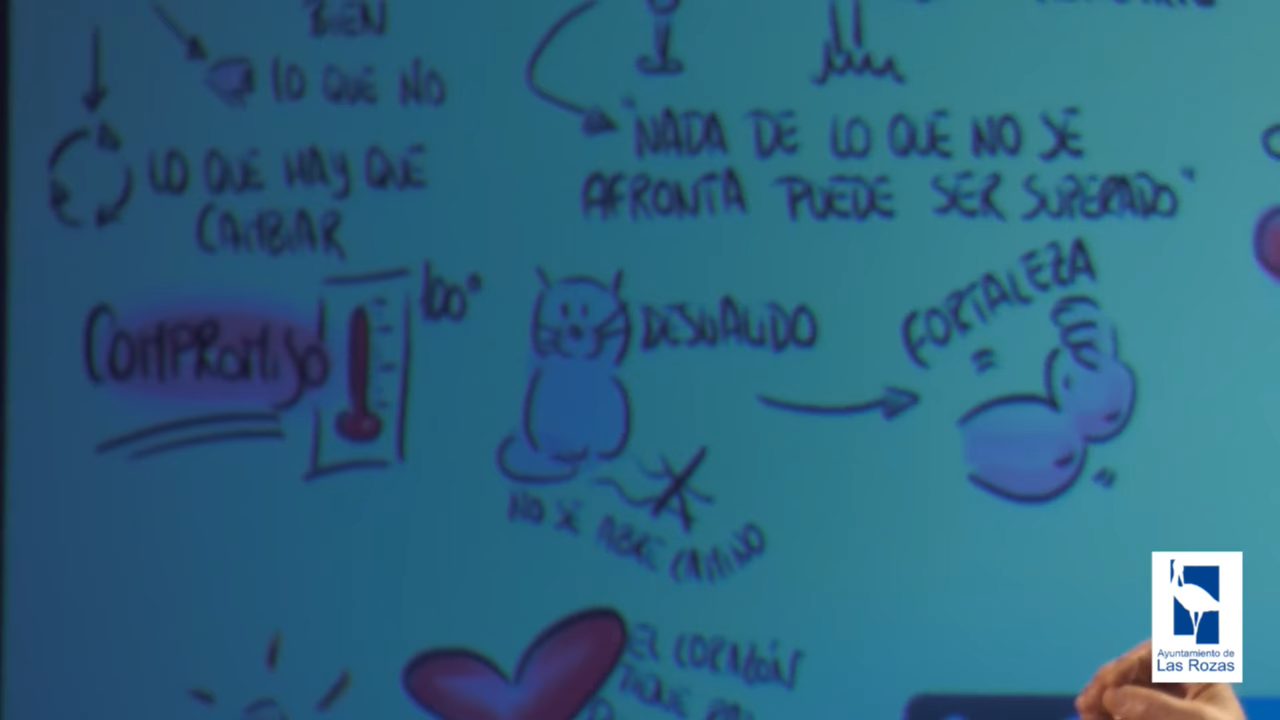 BIEN
LO QUE NO
LO QUE HAY QUE
CAMBIAR
"NADA DE LO QUE NO SE
AFRONTA PUEDE SER SUPERADO"
COMPROMISO
100°
DESVALIDO
FORTALEZA
NO SE ABRE CAMINO
EL CORAZÓN
TIENE
Ayuntamiento de
Las Rozas